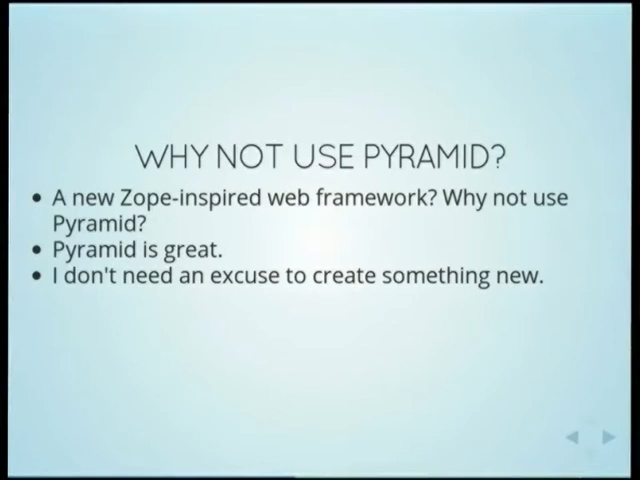 WHY NOT USE PYRAMID?
• A new Zope-inspired web framework? Why not use
Pyramid?
• Pyramid is great.
• I don't need an excuse to create something new.